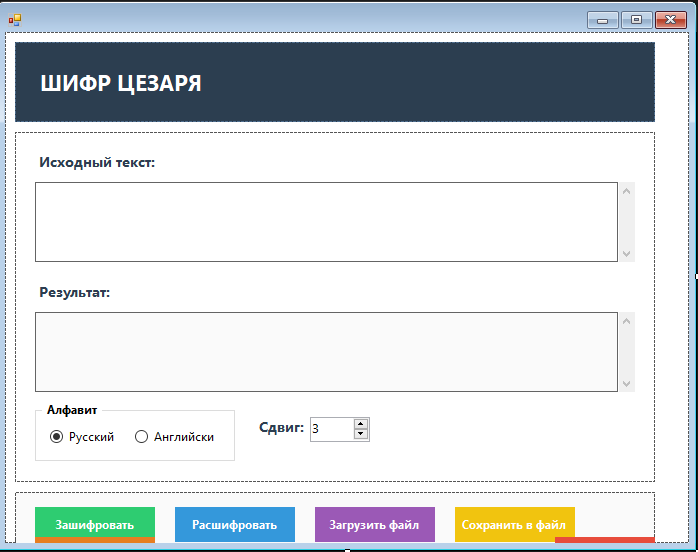 ШИФР ЦЕЗАРЯ
Исходный текст:
Результат:
Алфавит
Русский Английски
Сдвиг: 3
Зашифровать Расшифровать Загрузить файл Сохранить в файл